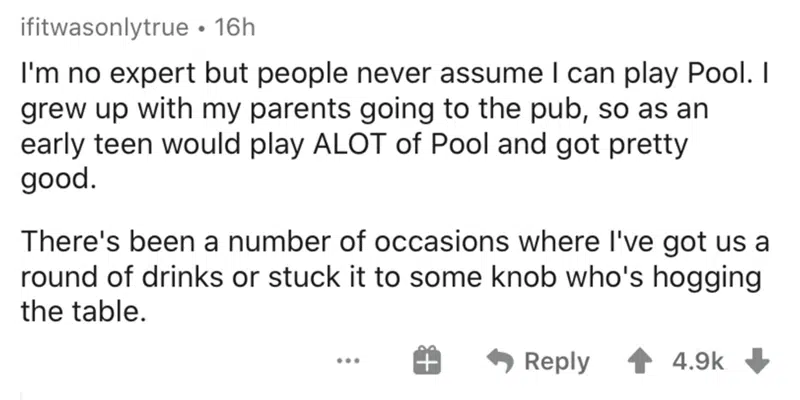 ifitwasonlytrue • 16h
I'm no expert but people never assume I can play Pool. I
grew up with my parents going to the pub, so as an
early teen would play ALOT of Pool and got pretty
good.
There's been a number of occasions where I've got us a
round of drinks or stuck it to some knob who's hogging
the table.
... Reply 4.9k